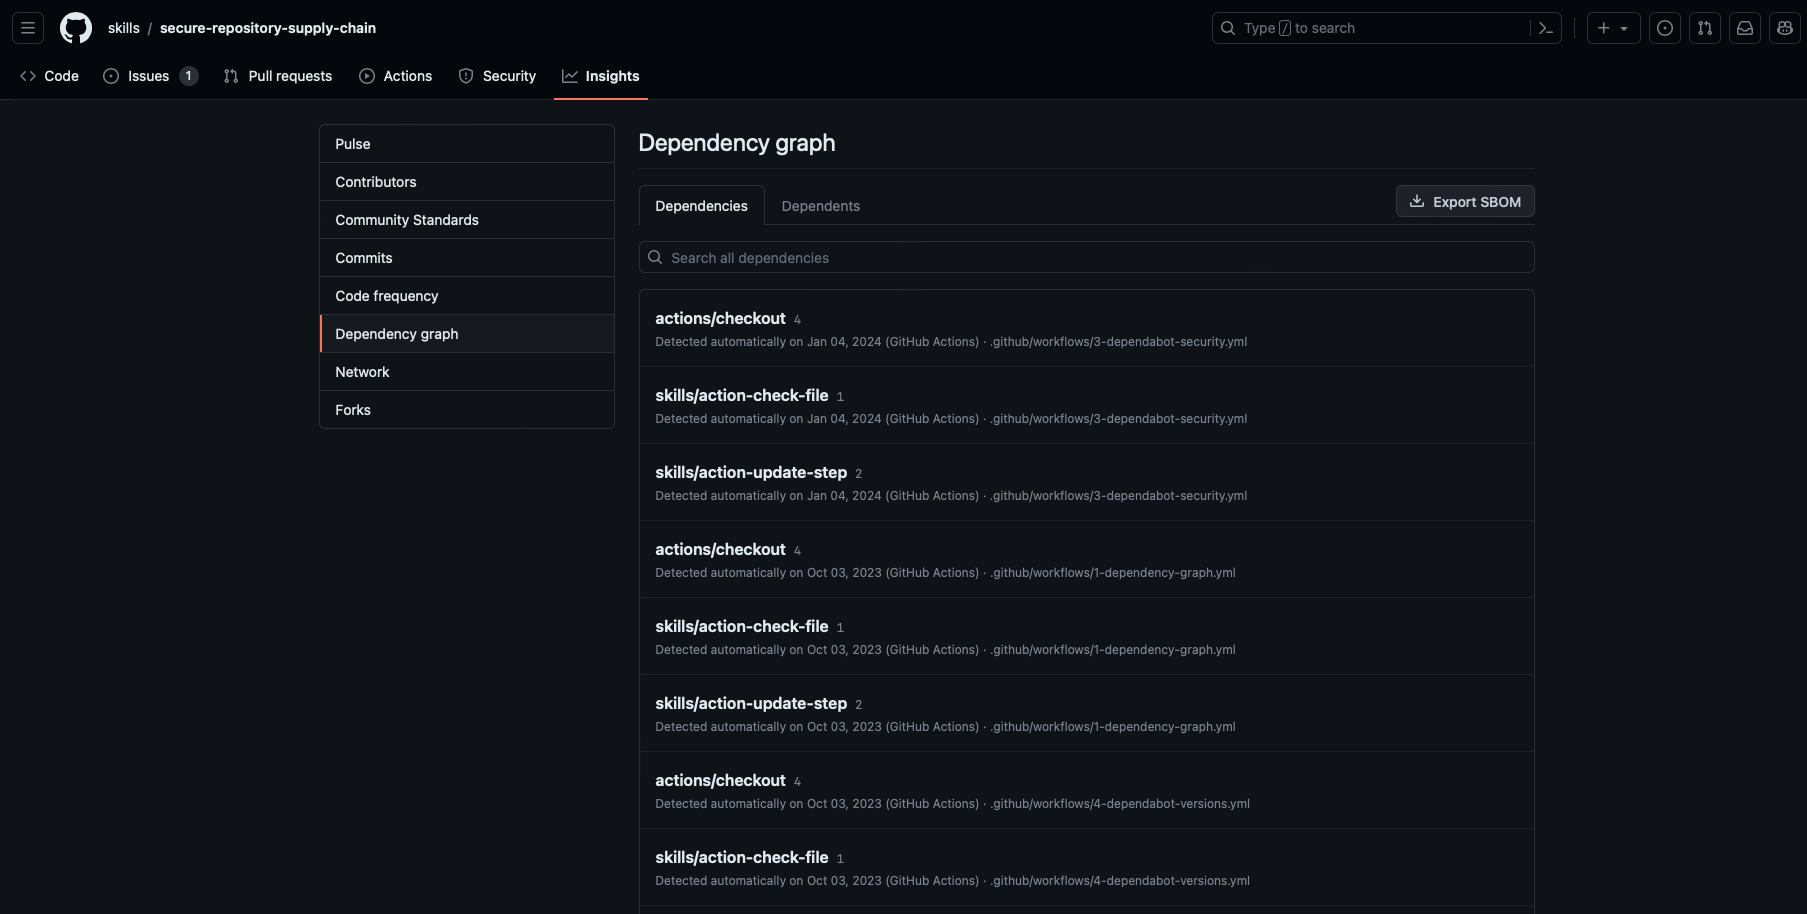 skills / secure-repository-supply-chain
Type / to search
Code
Issues 1
Pull requests
Actions
Security
Insights
Pulse
Contributors
Community Standards
Commits
Code frequency
Dependency graph
Network
Forks
Dependency graph
Dependencies
Dependents
Export SBOM
Search all dependencies
actions/checkout 4
Detected automatically on Jan 04, 2024 (GitHub Actions) · .github/workflows/3-dependabot-security.yml
skills/action-check-file 1
Detected automatically on Jan 04, 2024 (GitHub Actions) · .github/workflows/3-dependabot-security.yml
skills/action-update-step 2
Detected automatically on Jan 04, 2024 (GitHub Actions) · .github/workflows/3-dependabot-security.yml
actions/checkout 4
Detected automatically on Oct 03, 2023 (GitHub Actions) · .github/workflows/1-dependency-graph.yml
skills/action-check-file 1
Detected automatically on Oct 03, 2023 (GitHub Actions) · .github/workflows/1-dependency-graph.yml
skills/action-update-step 2
Detected automatically on Oct 03, 2023 (GitHub Actions) · .github/workflows/1-dependency-graph.yml
actions/checkout 4
Detected automatically on Oct 03, 2023 (GitHub Actions) · .github/workflows/4-dependabot-versions.yml
skills/action-check-file 1
Detected automatically on Oct 03, 2023 (GitHub Actions) · .github/workflows/4-dependabot-versions.yml